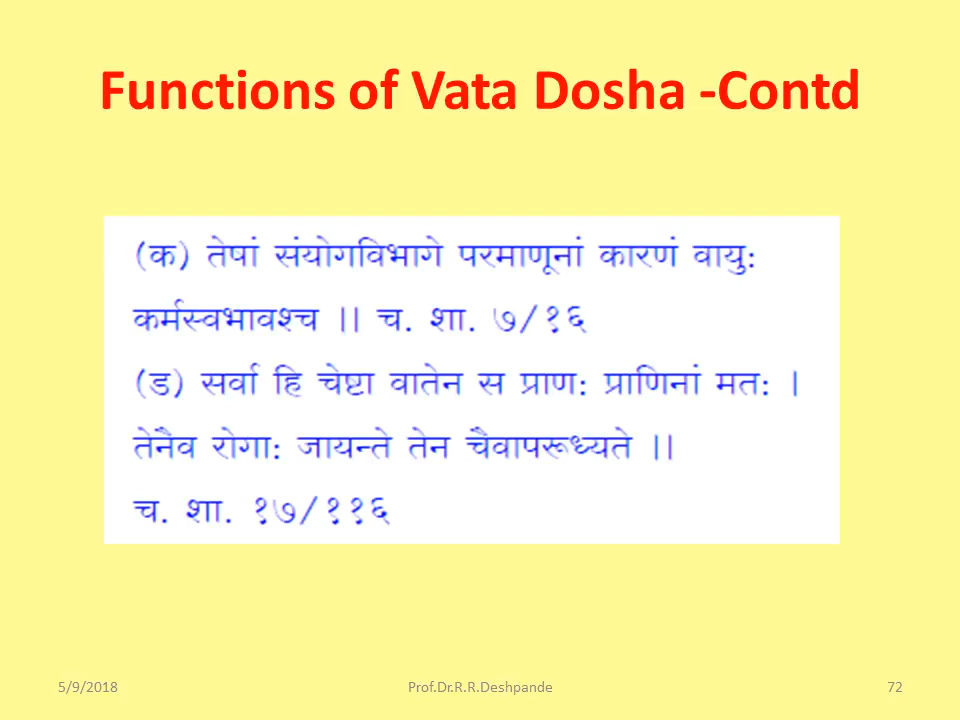 Functions of Vata Dosha -Contd
(क) तेषां संयोगविभागे परमाणूनां कारणं वायु:
कर्मस्वभावश्च ।। च. शा. ७/१६
(ड) सर्वा हि चेष्टा वातेन स प्राण: प्राणिनां मत: ।
तेनैव रोगा: जायन्ते तेन चैवापरूध्यते ।।
च. शा. १७/११६
5/9/2018 Prof.Dr.R.R.Deshpande 72